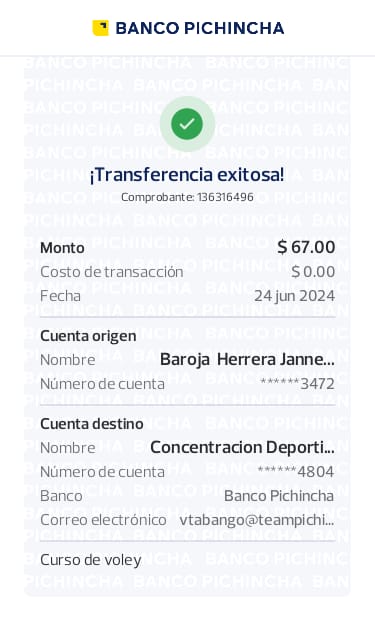 BANCO PICHINCHA
¡Transferencia exitosa!
Comprobante: 136316496
Monto $ 67.00
Costo de transacción $ 0.00
Fecha 24 jun 2024
Cuenta origen
Nombre Baroja Herrera Janne...
Número de cuenta ******3472
Cuenta destino
Nombre Concentracion Deporti...
Número de cuenta ******4804
Banco Banco Pichincha
Correo electrónico vtabango@teampichi...
Curso de voley